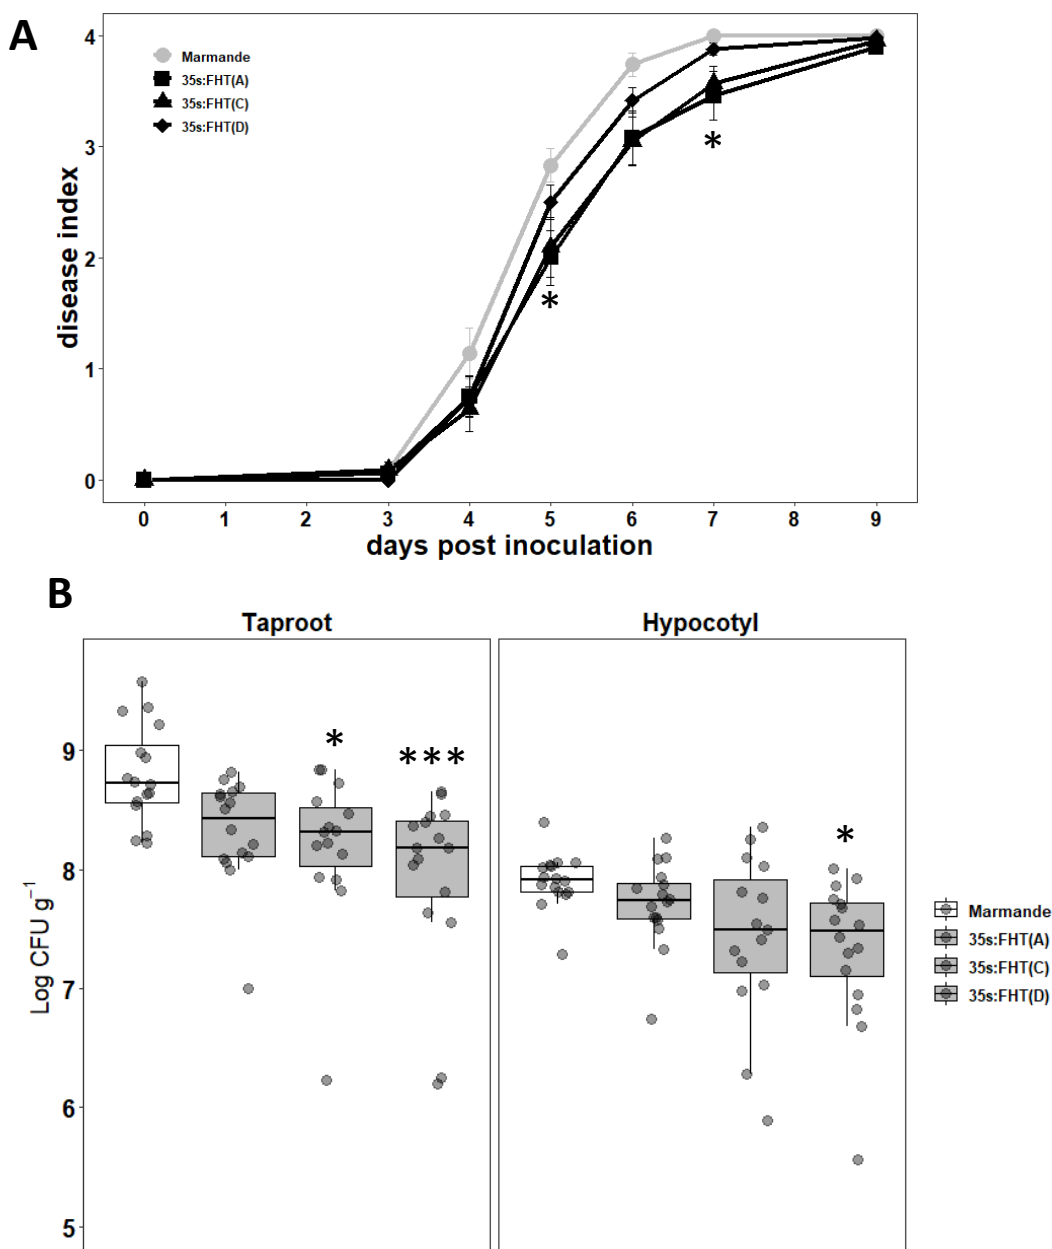 A
Marmande
35s:FHT(A)
35s:FHT(C)
35s:FHT(D)
4
3
2
1
0
disease index
*
*
0 1 2 3 4 5 6 7 8 9
days post inoculation
B
Taproot Hypocotyl
9
8
7
6
5
Log CFU g⁻¹
*
***
*
Marmande
35s:FHT(A)
35s:FHT(C)
35s:FHT(D)